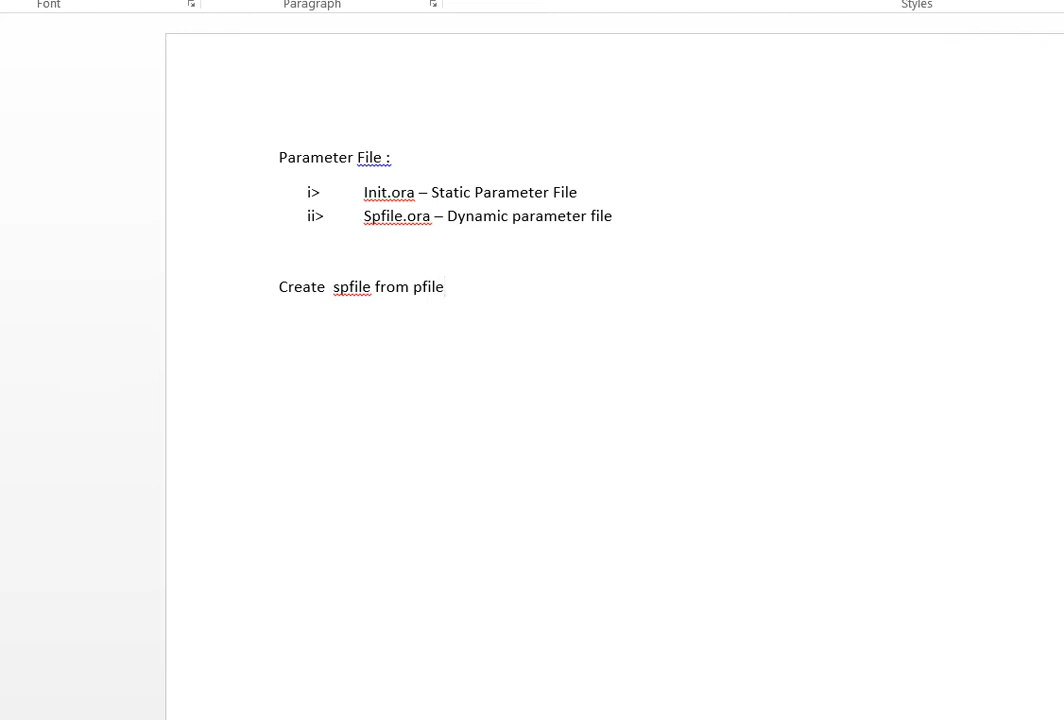 Font Paragraph Styles
Parameter File :
i> Init.ora – Static Parameter File
ii> Spfile.ora – Dynamic parameter file
Create  spfile from pfile